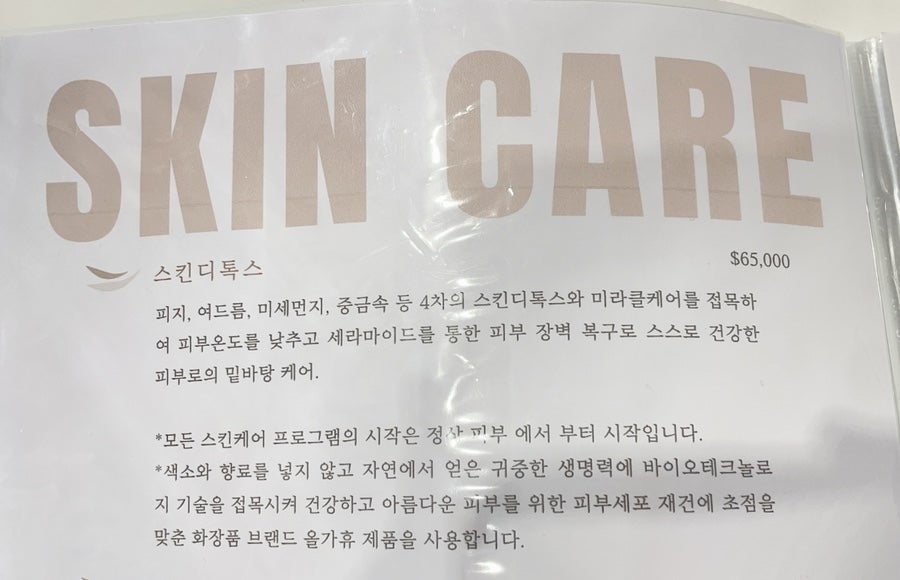 SKIN CARE
스킨디톡스
$65,000
피지, 여드름, 미세먼지, 중금속 등 4차의 스킨디톡스와 미라클케어를 접목하
여 피부온도를 낮추고 세라마이드를 통한 피부 장벽 복구로 스스로 건강한
피부로의 밑바탕 케어.
*모든 스킨케어 프로그램의 시작은 정상 피부 에서 부터 시작입니다.
*색소와 향료를 넣지 않고 자연에서 얻은 귀중한 생명력에 바이오테크놀로
지 기술을 접목시켜 건강하고 아름다운 피부를 위한 피부세포 재건에 초점을
맞춘 화장품 브랜드 올가휴 제품을 사용합니다.